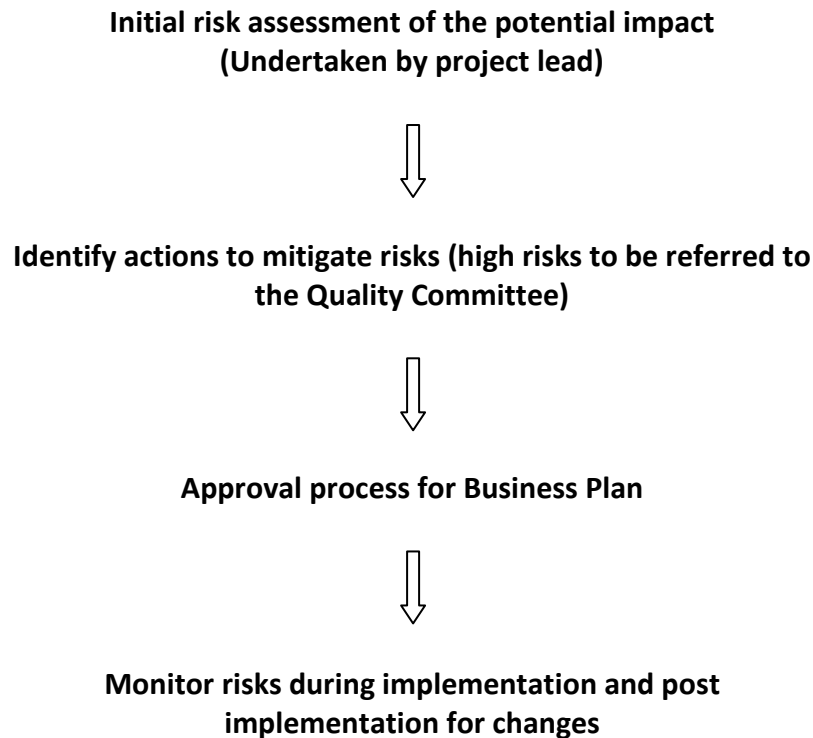 Initial risk assessment of the potential impact
(Undertaken by project lead)
Identify actions to mitigate risks (high risks to be referred to
the Quality Committee)
Approval process for Business Plan
Monitor risks during implementation and post
implementation for changes